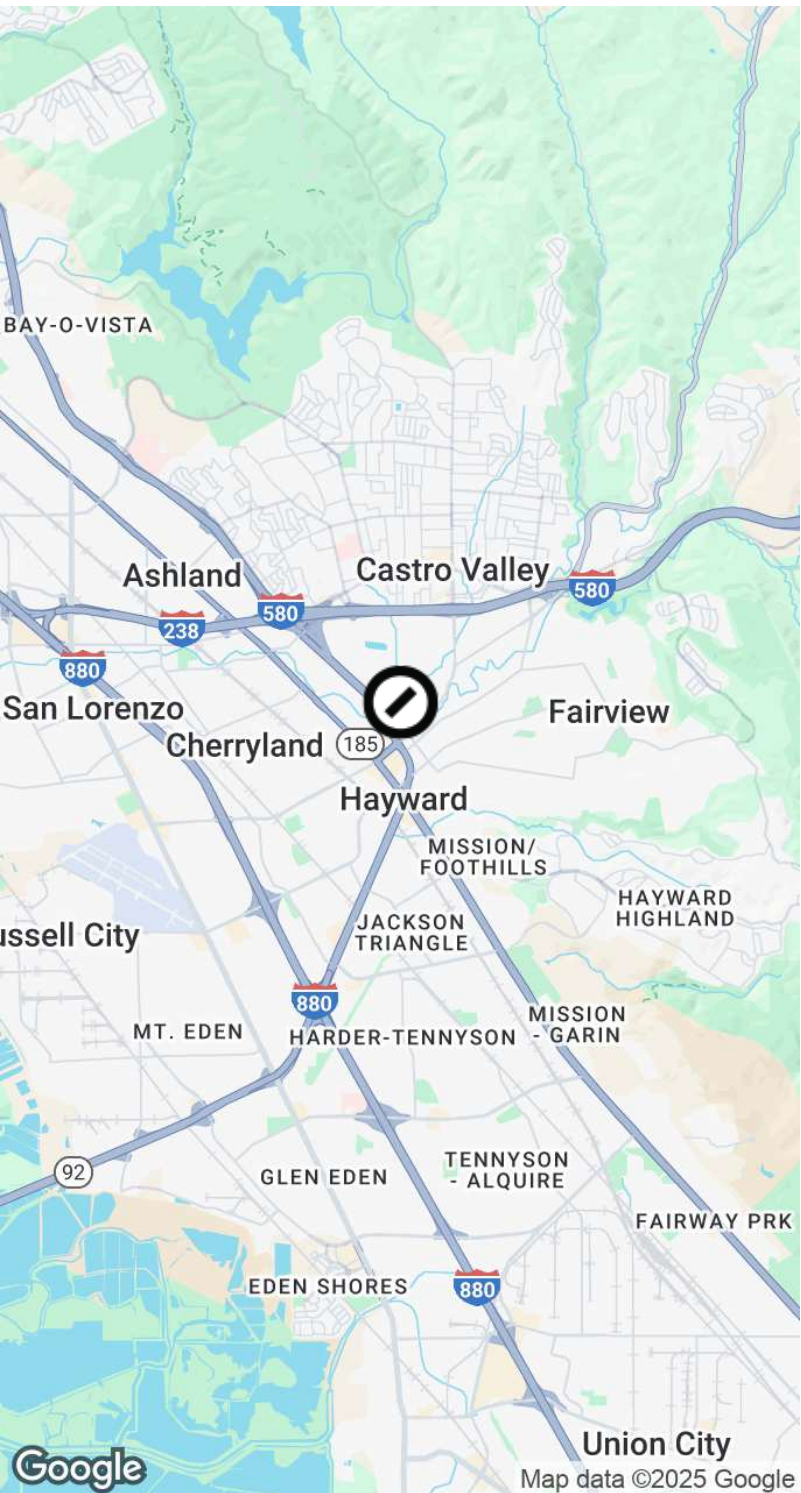 BAY-O-VISTA
Ashland
Castro Valley
580
580
238
880
San Lorenzo
Fairview
Cherryland
185
Hayward
MISSION/
FOOTHILLS
HAYWARD
HIGHLAND
JACKSON
TRIANGLE
ussell City
880
MISSION
- GARIN
MT. EDEN
HARDER-TENNYSON
TENNYSON
- ALQUIRE
92
GLEN EDEN
FAIRWAY PRK
EDEN SHORES
880
Union City
Google
Map data ©2025 Google